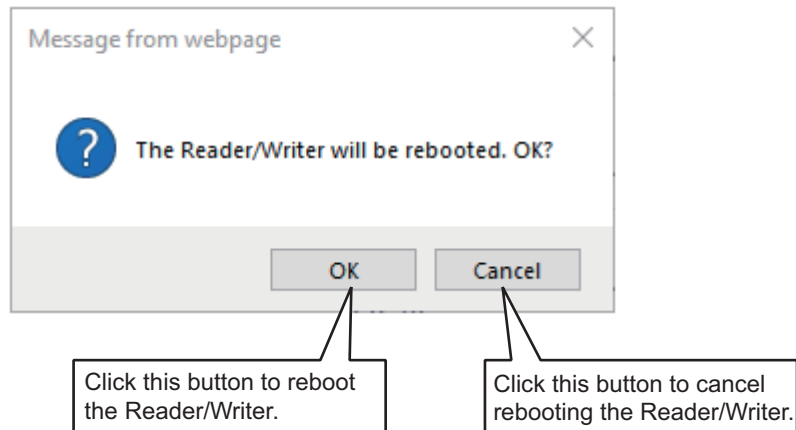 Message from webpage
The Reader/Writer will be rebooted. OK?
OK
Cancel
Click this button to reboot
the Reader/Writer.
Click this button to cancel
rebooting the Reader/Writer.